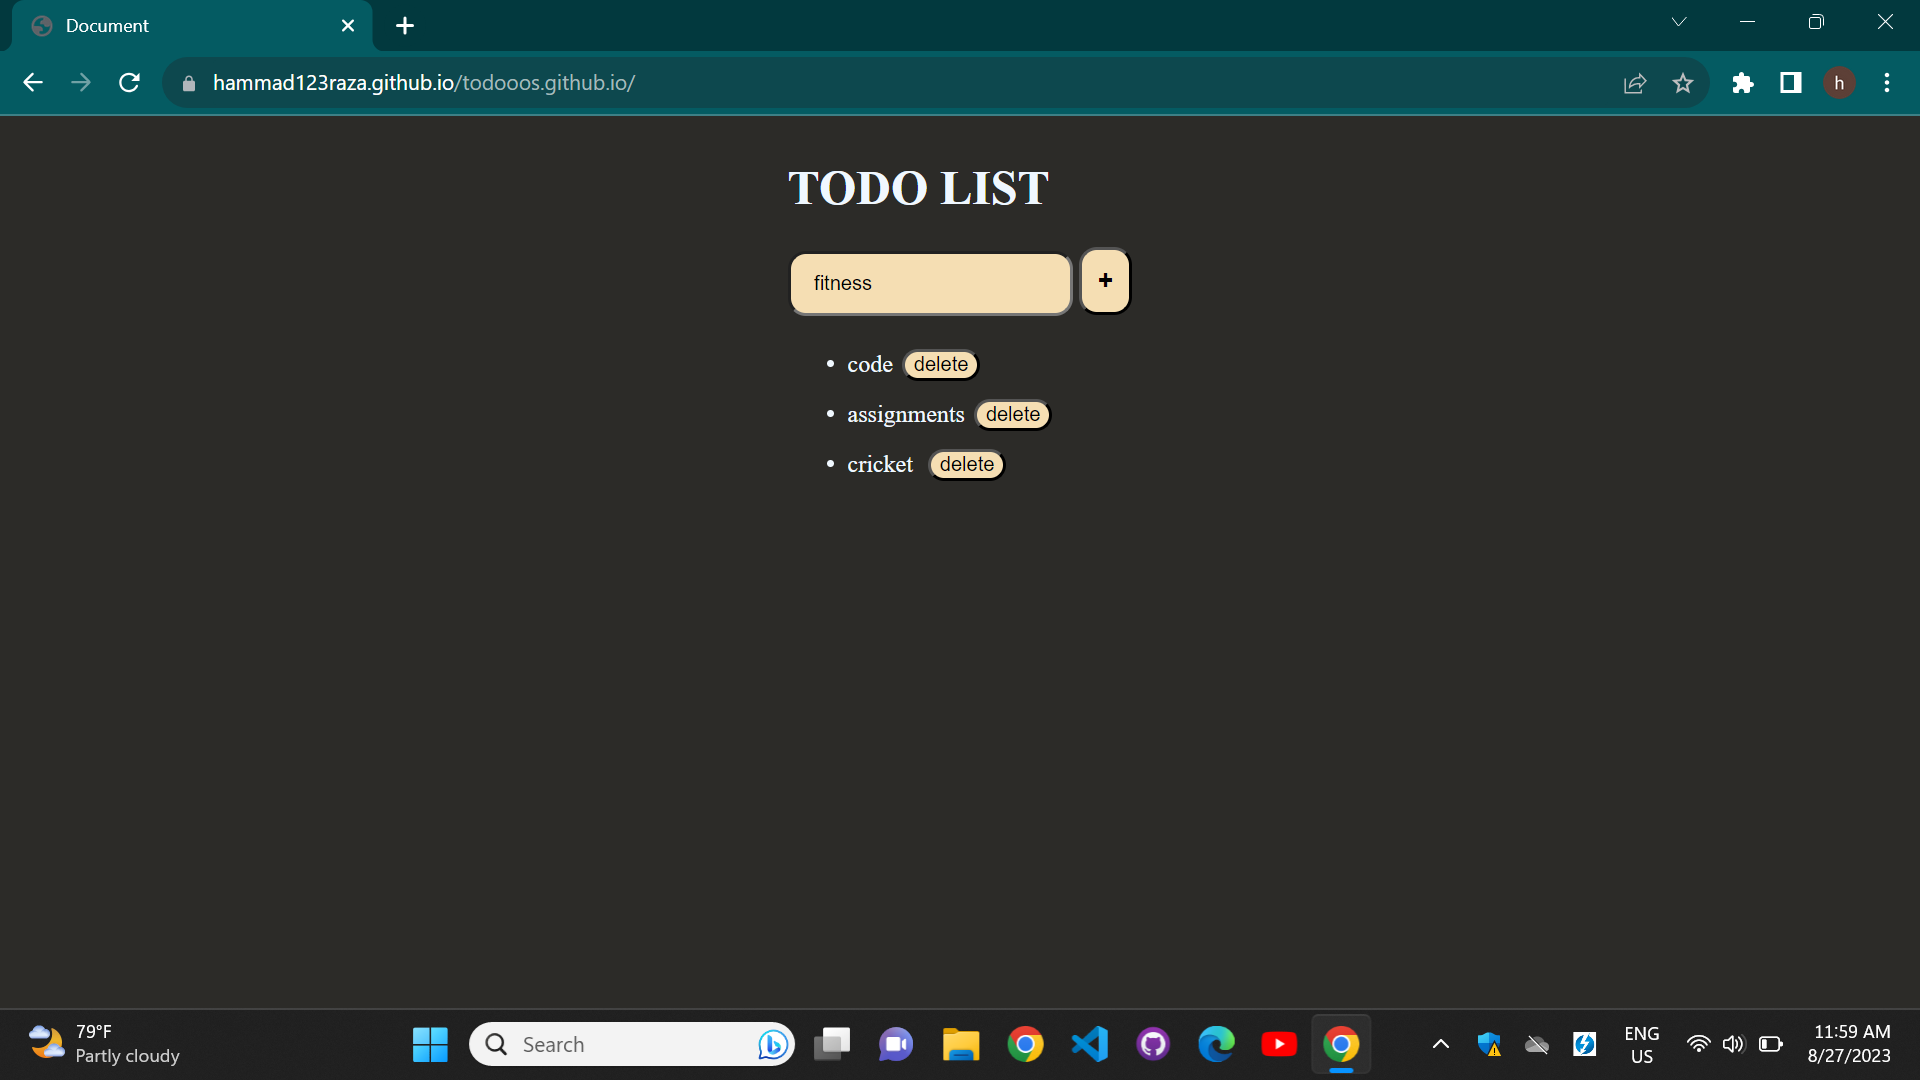 Document
hammad123raza.github.io/todooos.github.io/
h
TODO LIST
fitness
+
code delete
assignments delete
cricket delete
79°F
Partly cloudy
Search
ENG
US
11:59 AM
8/27/2023